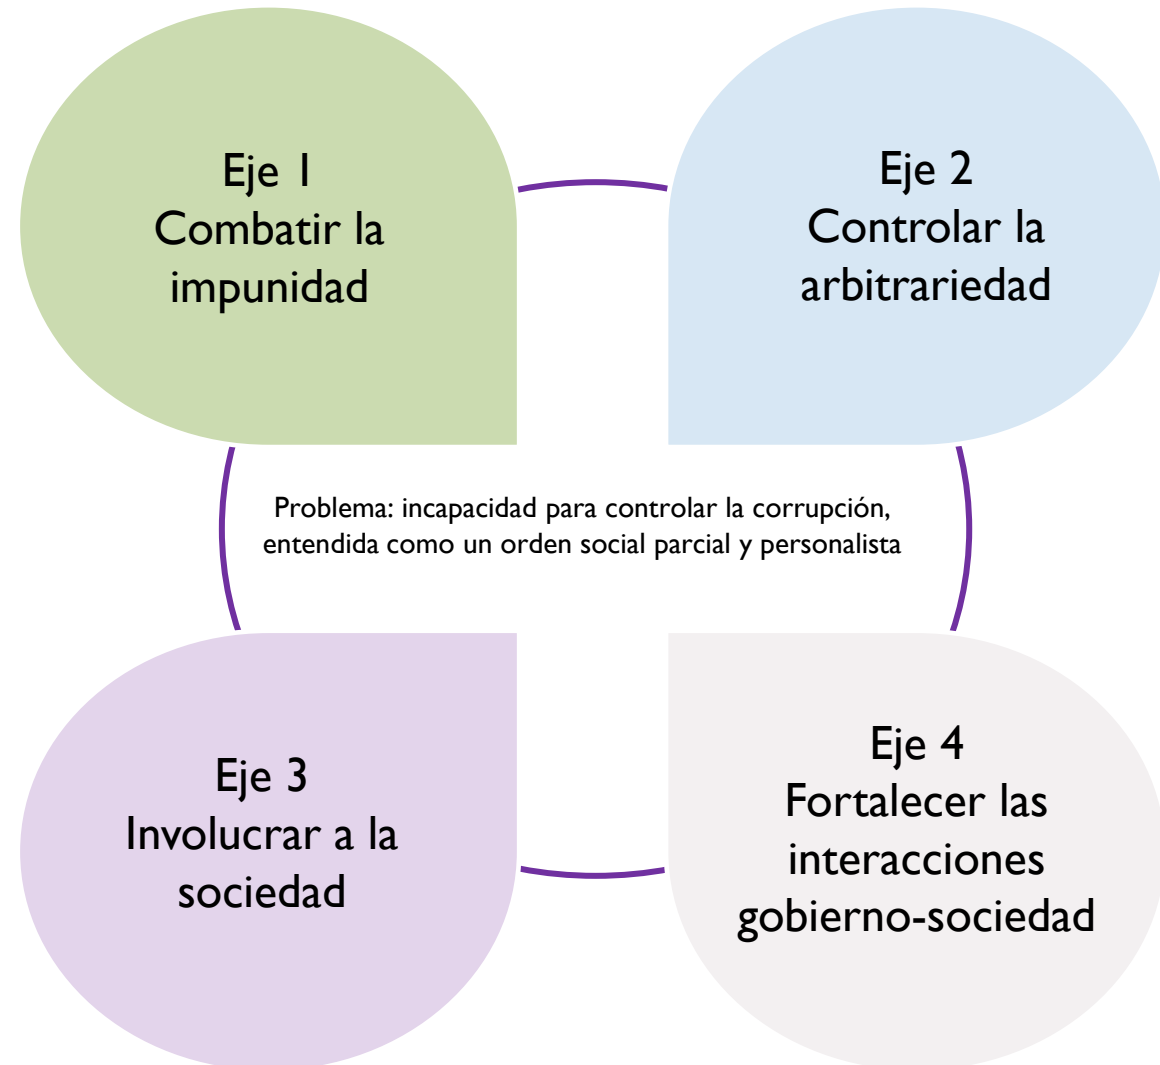 Eje 1
Combatir la
impunidad
Eje 2
Controlar la
arbitrariedad
Problema: incapacidad para controlar la corrupción,
entendida como un orden social parcial y personalista
Eje 3
Involucrar a la
sociedad
Eje 4
Fortalecer las
interacciones
gobierno-sociedad